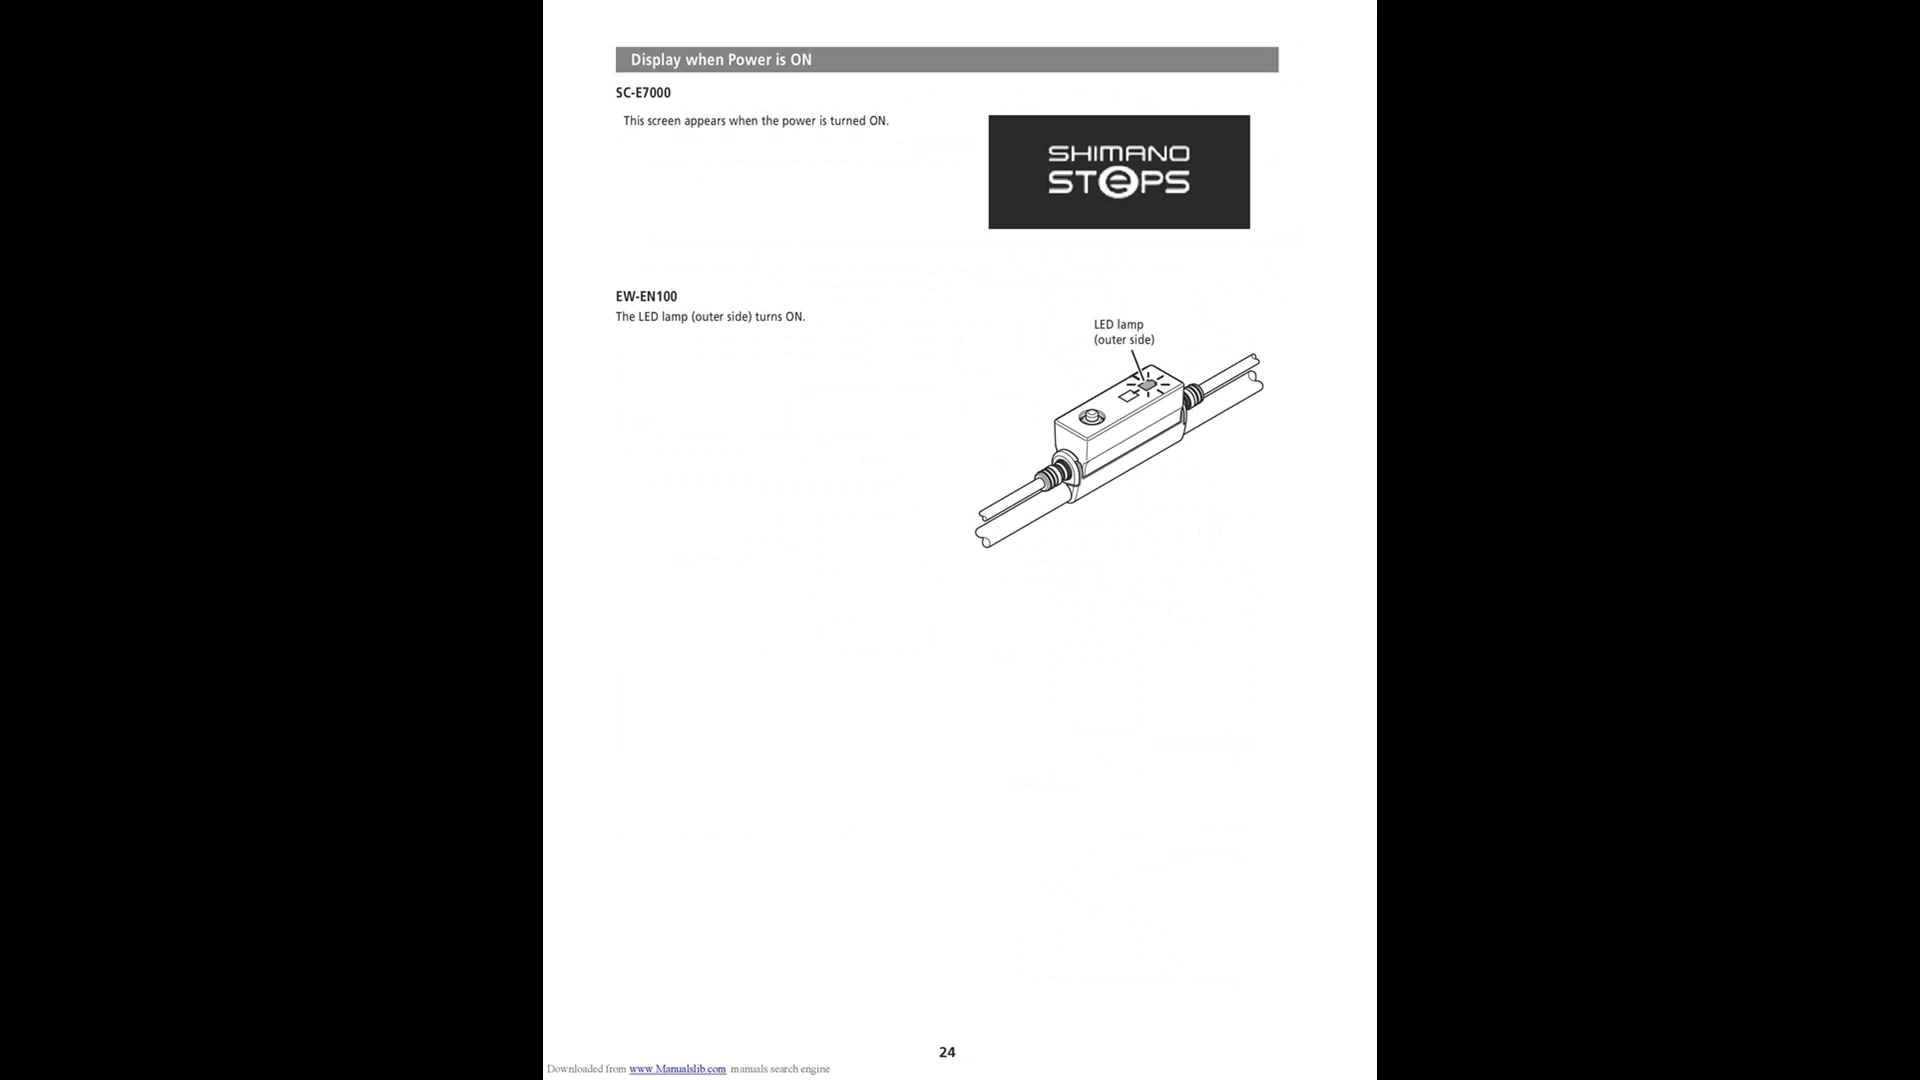 Display when Power is ON
SC-E7000
This screen appears when the power is turned ON.
SHIMANO
STePS
EW-EN100
The LED lamp (outer side) turns ON.
LED lamp
(outer side)
24
Downloaded from www.Manualslib.com manuals search engine